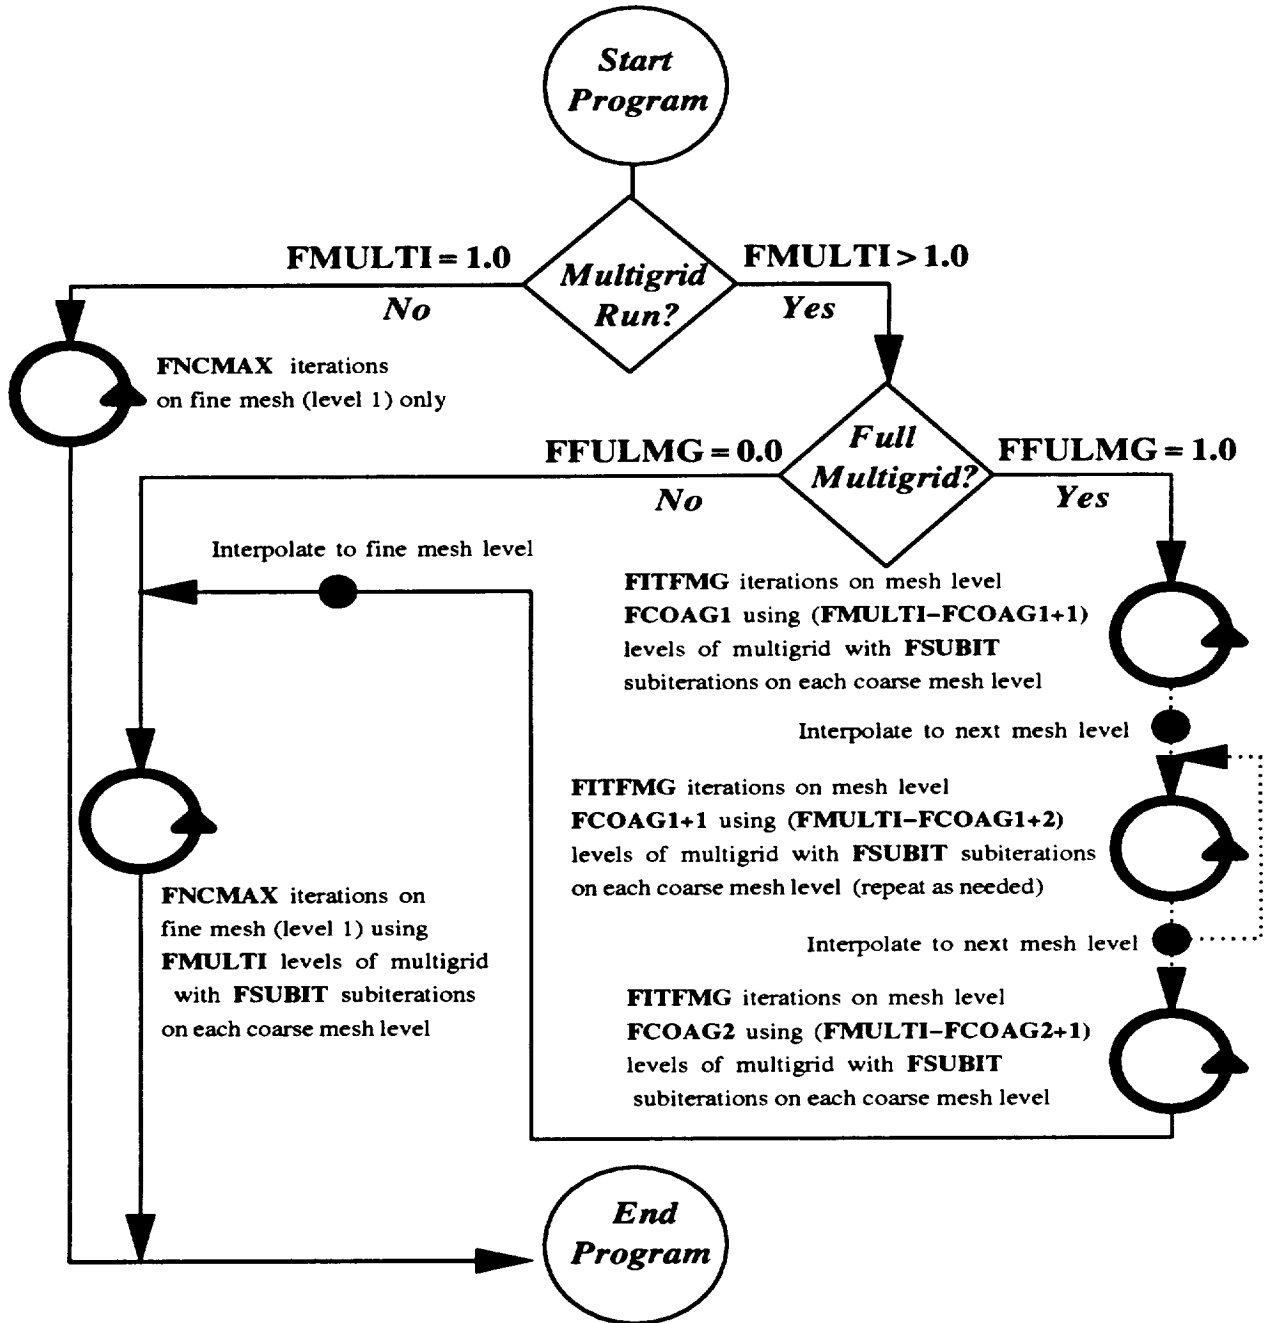 Start
Program
FMULTI = 1.0
FMULTI > 1.0
Multigrid
Run?
No
Yes
FNCMAX iterations
on fine mesh (level 1) only
FFULMG = 0.0
Full
Multigrid?
FFULMG = 1.0
No
Yes
Interpolate to fine mesh level
FITFMG iterations on mesh level
FCOAG1 using (FMULTI–FCOAG1+1)
levels of multigrid with FSUBIT
subiterations on each coarse mesh level
Interpolate to next mesh level
FITFMG iterations on mesh level
FCOAG1+1 using (FMULTI–FCOAG1+2)
levels of multigrid with FSUBIT subiterations
on each coarse mesh level (repeat as needed)
FNCMAX iterations on
fine mesh (level 1) using
FMULTI levels of multigrid
with FSUBIT subiterations
on each coarse mesh level
Interpolate to next mesh level
FITFMG iterations on mesh level
FCOAG2 using (FMULTI–FCOAG2+1)
levels of multigrid with FSUBIT
subiterations on each coarse mesh level
End
Program